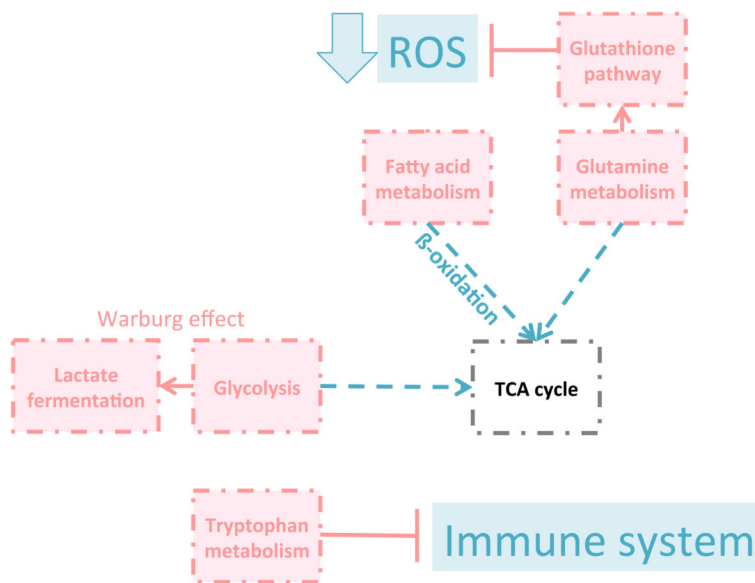 ROS
Glutathione
pathway
Fatty acid
metabolism
Glutamine
metabolism
ß-oxidation
Warburg effect
Lactate
fermentation
Glycolysis
TCA cycle
Tryptophan
metabolism
Immune system